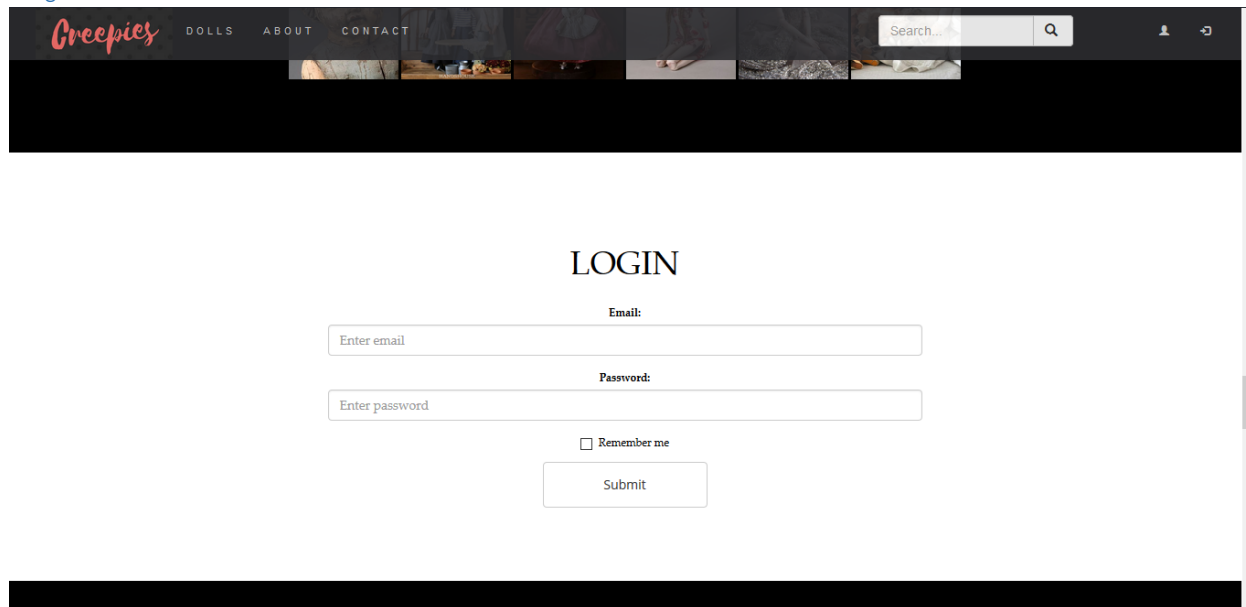 Creepies DOLLS ABOUT CONTACT Search...
LOGIN
Email:
Enter email
Password:
Enter password
Remember me
Submit